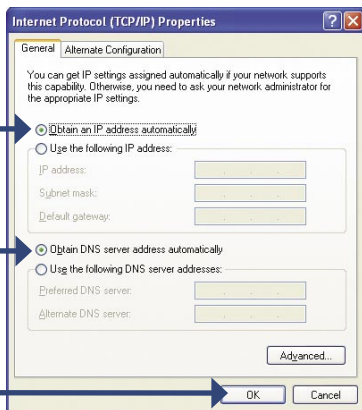 Internet Protocol (TCP/IP) Properties
General
Alternate Configuration
You can get IP settings assigned automatically if your network supports
this capability. Otherwise, you need to ask your network administrator for
the appropriate IP settings.
Obtain an IP address automatically
Use the following IP address:
IP address:
Subnet mask:
Default gateway:
Obtain DNS server address automatically
Use the following DNS server addresses:
Preferred DNS server:
Alternate DNS server:
Advanced...
OK
Cancel